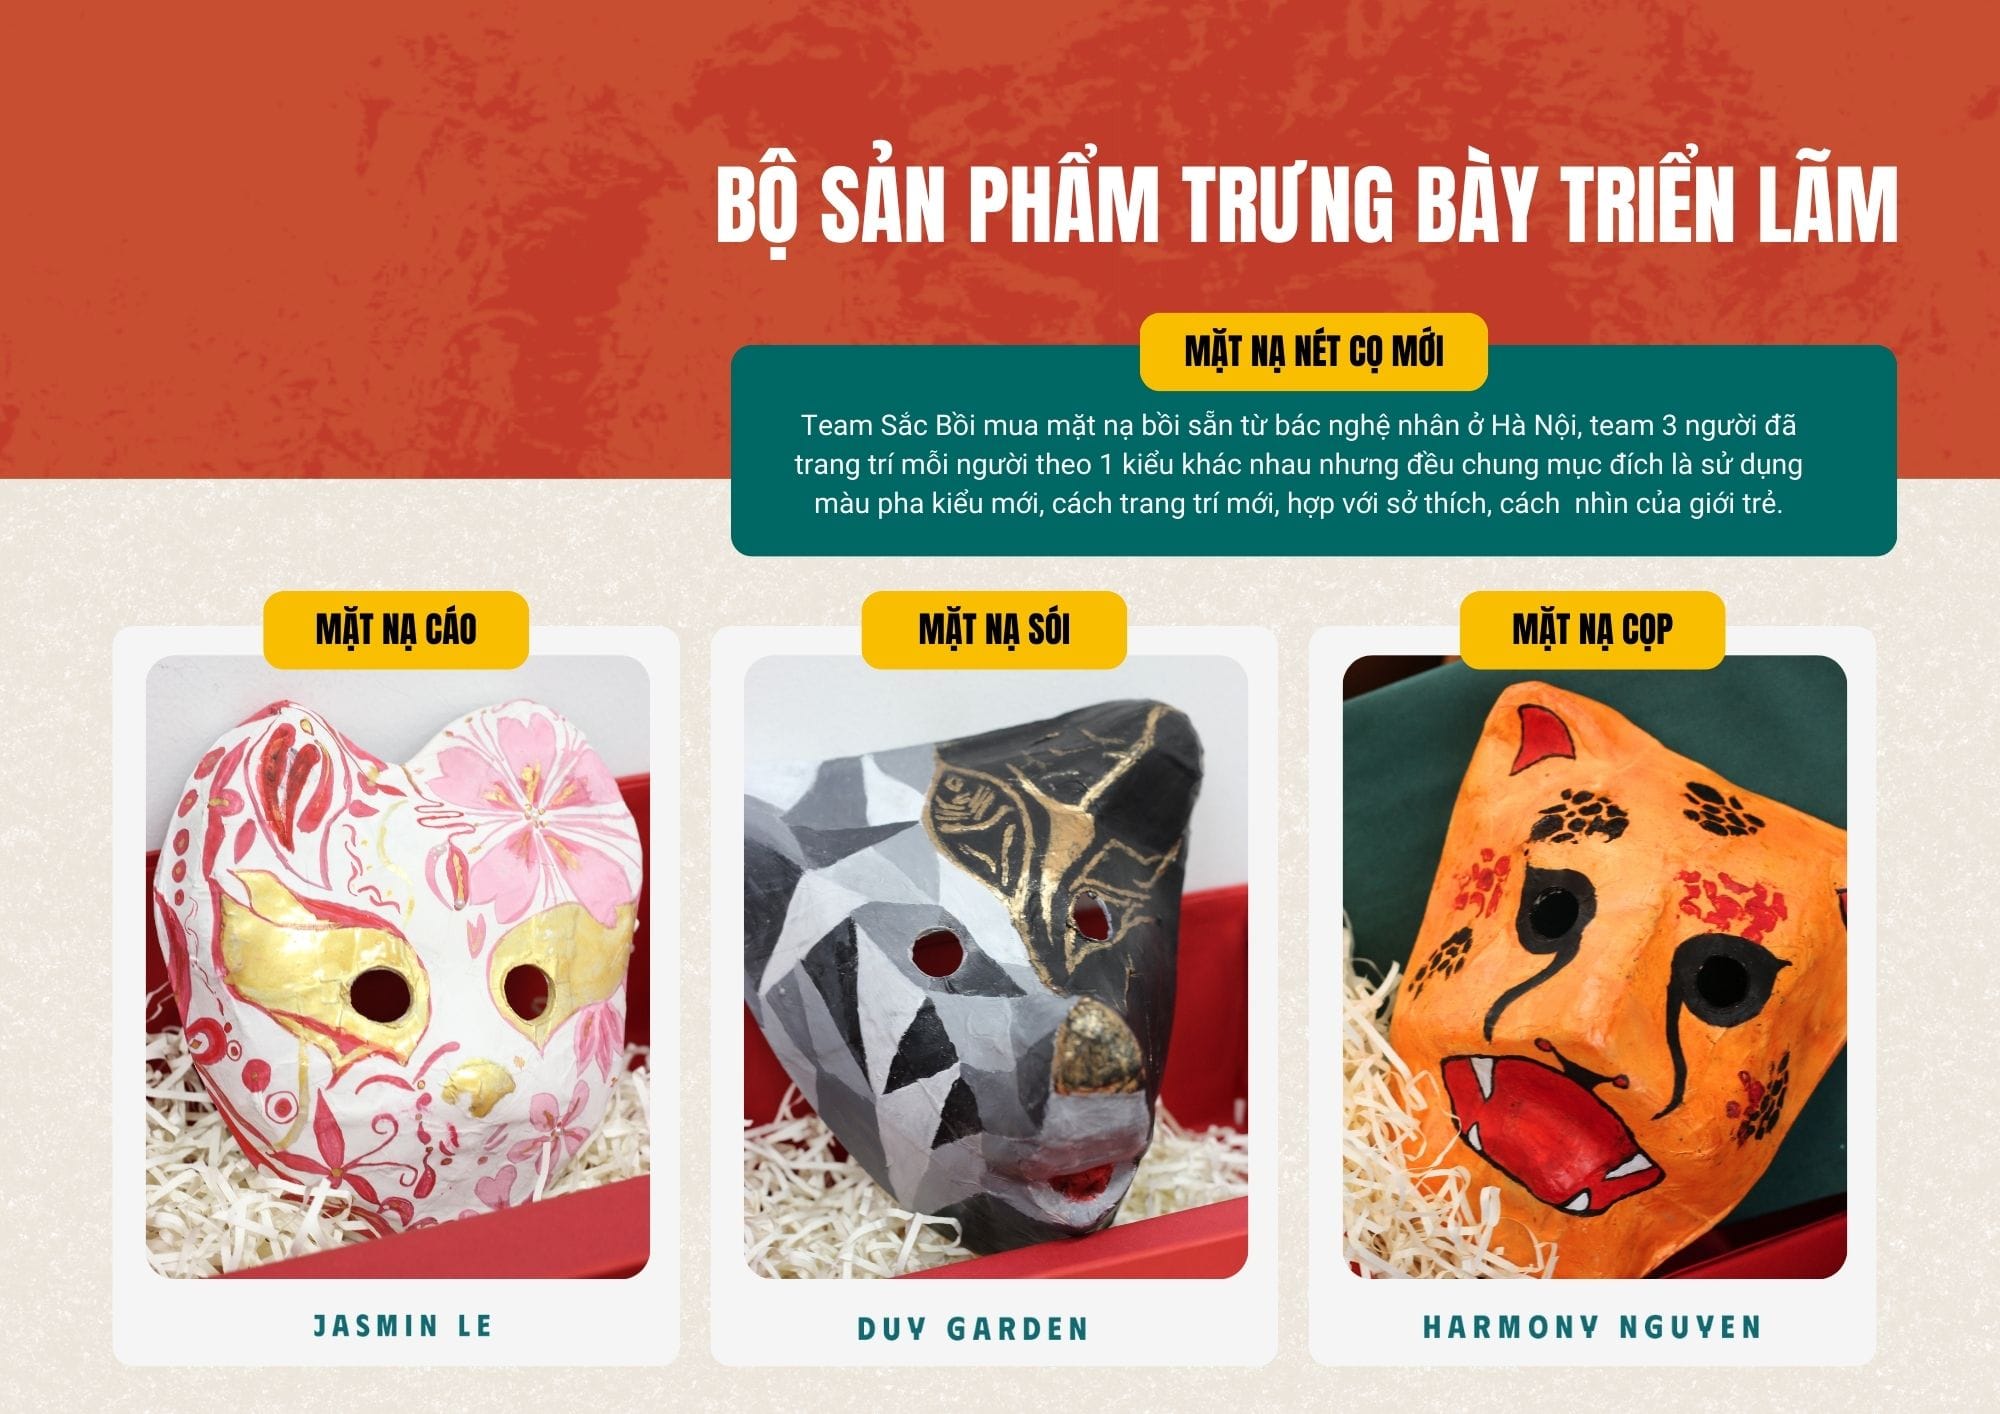 BỘ SẢN PHẨM TRƯNG BÀY TRIỂN LÃM
MẶT NẠ NÉT CỌ MỚI
Team Sắc Bồi mua mặt nạ bồi sẵn từ bác nghệ nhân ở Hà Nội, team 3 người đã
trang trí mỗi người theo 1 kiểu khác nhau nhưng đều chung mục đích là sử dụng
màu pha kiểu mới, cách trang trí mới, hợp với sở thích, cách  nhìn của giới trẻ.
MẶT NẠ CÁO
JASMIN LE
MẶT NẠ SÓI
DUY GARDEN
MẶT NẠ CỌP
HARMONY NGUYEN